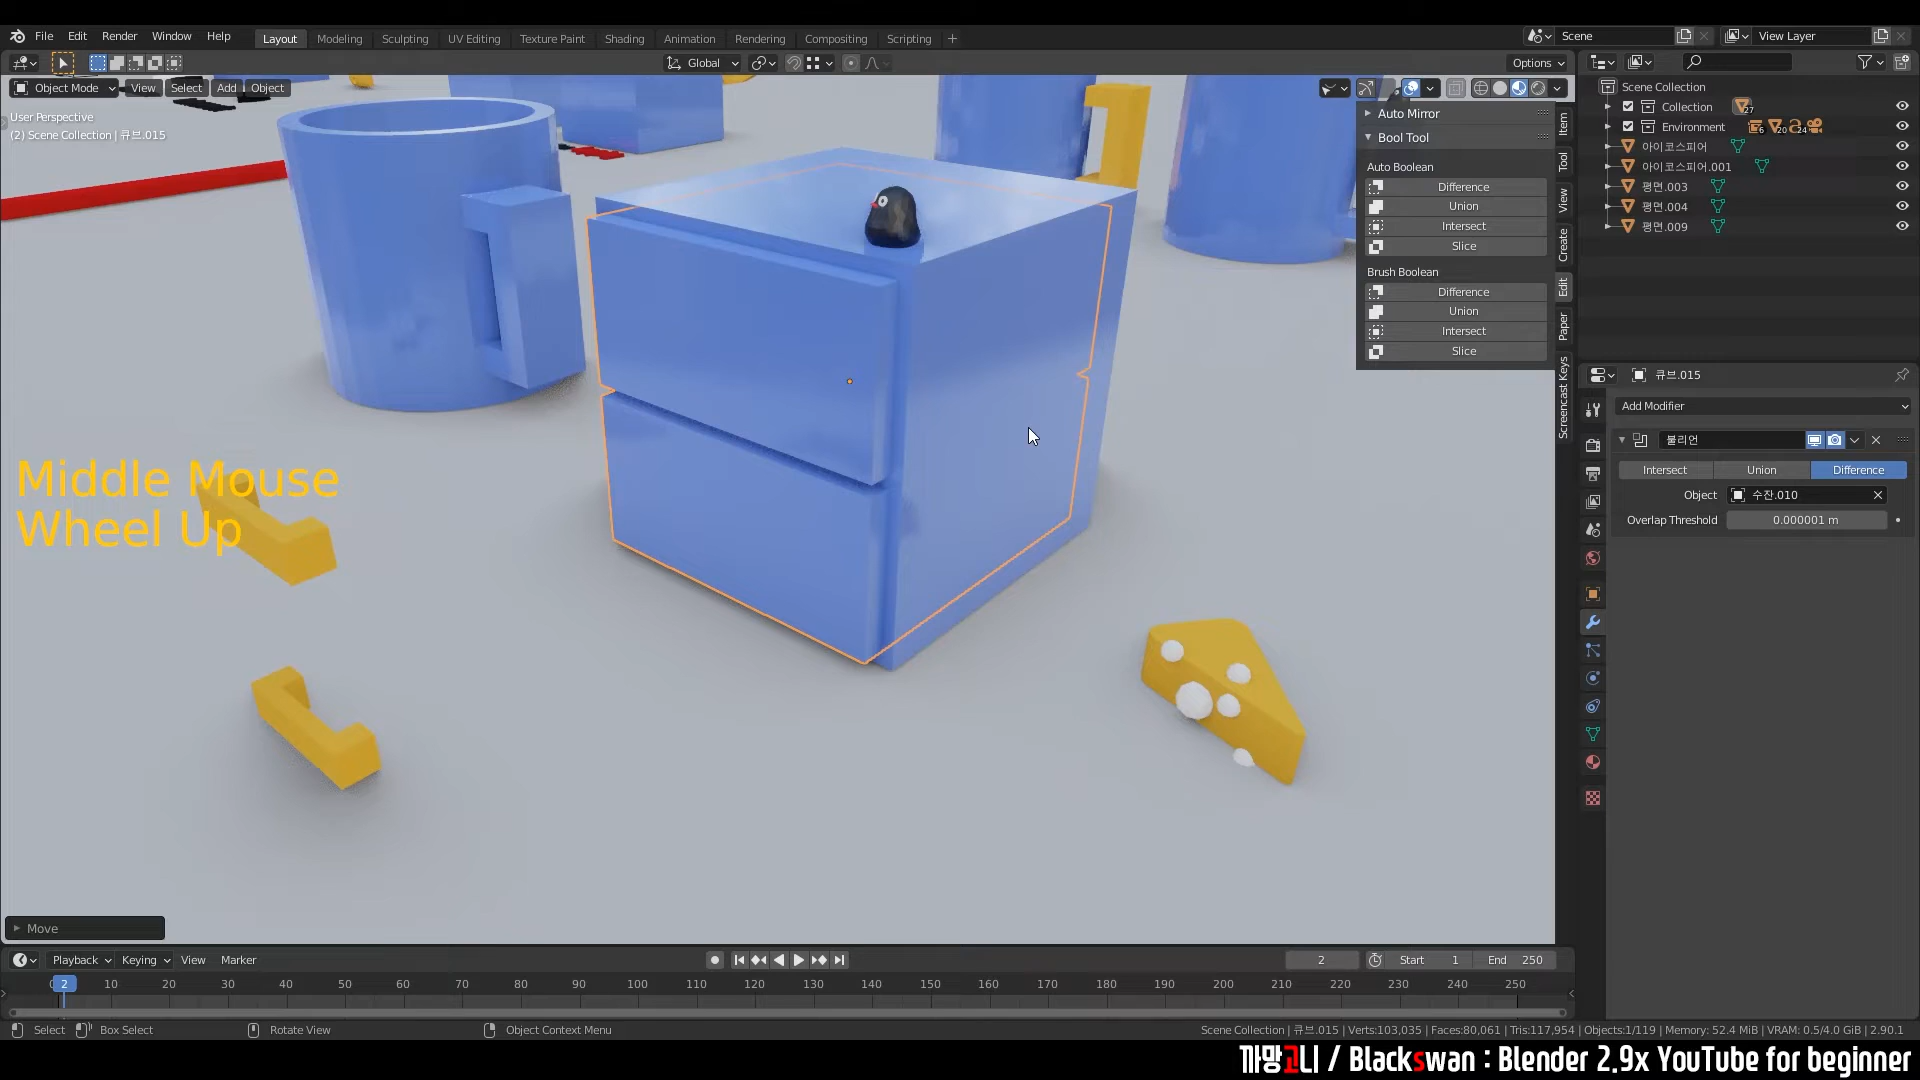 File Edit Render Window Help Layout Modeling Sculpting UV Editing Texture Paint Shading Animation Rendering Compositing Scripting + Scene View Layer
Global Options
Object Mode View Select Add Object
User Perspective
(2) Scene Collection | 큐브.015
Auto Mirror
Bool Tool
Auto Boolean
Difference
Union
Intersect
Slice
Brush Boolean
Difference
Union
Intersect
Slice
Item
Tool
View
Create
Edit
Paper
Screencast Keys
Scene Collection
Collection 27
Environment 6 20 24
아이코스피어
아이코스피어.001
평면.003
평면.004
평면.009
큐브.015
Add Modifier
불리언
Intersect Union Difference
Object 수잔.010
Overlap Threshold 0.000001 m
Middle Mouse
Wheel Up
Move
Playback Keying View Marker 2 Start 1 End 250
0 2 10 20 30 40 50 60 70 80 90 100 110 120 130 140 150 160 170 180 190 200 210 220 230 240 250
Select Box Select Rotate View Object Context Menu
Scene Collection | 큐브.015 | Verts:103,035 | Faces:80,061 | Tris:117,954 | Objects:1/119 | Memory: 52.4 MiB | VRAM: 0.5/4.0 GiB | 2.90.1
까망고니 / Blackswan : Blender 2.9x YouTube for beginner